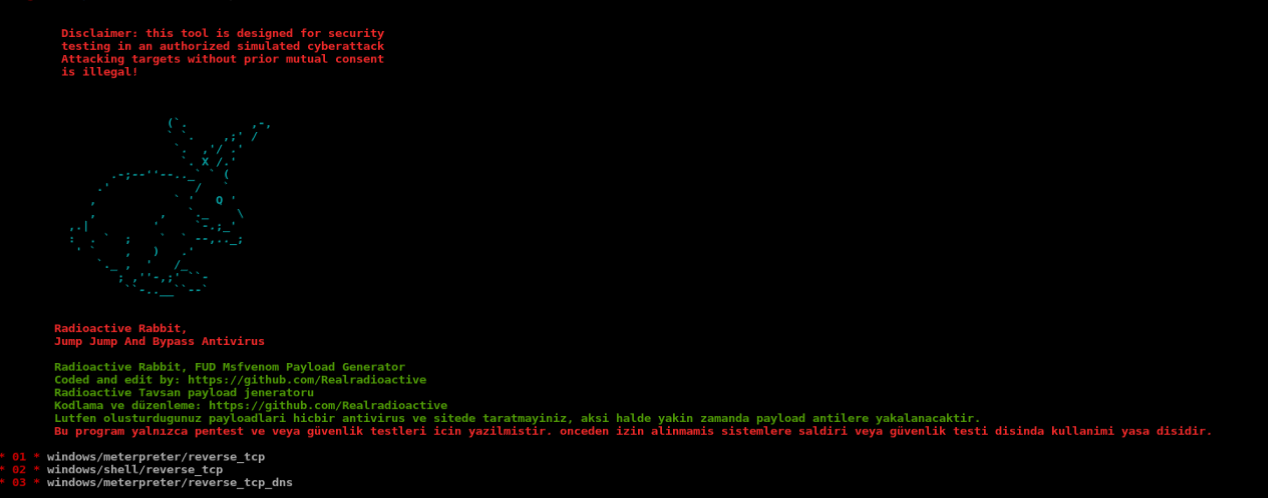 Disclaimer: this tool is designed for security
testing in an authorized simulated cyberattack
Attacking targets without prior mutual consent
is illegal!
Radioactive Rabbit,
Jump Jump And Bypass Antivirus
Radioactive Rabbit, FUD Msfvenom Payload Generator
Coded and edit by: https://github.com/Realradioactive
Radioactive Tavsan payload jeneratoru
Kodlama ve düzenleme: https://github.com/Realradioactive
Lutfen olusturdugunuz payloadlari hicbir antivirus ve sitede taratmayiniz, aksi halde yakin zamanda payload antilere yakalanacaktir.
Bu program yalnızca pentest ve veya güvenlik testleri icin yazilmistir. onceden izin alinmamis sistemlere saldiri veya güvenlik testi disinda kullanimi yasa disidir.
* 01 * windows/meterpreter/reverse_tcp
* 02 * windows/shell/reverse_tcp
* 03 * windows/meterpreter/reverse_tcp_dns